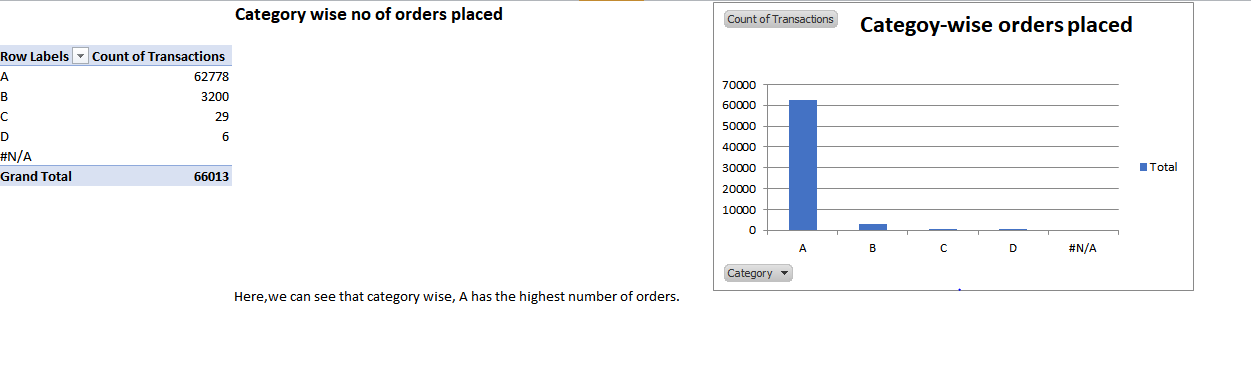 Category wise no of orders placed
Row Labels Count of Transactions
A 62778
B 3200
C 29
D 6
#N/A
Grand Total 66013
Here,we can see that category wise, A has the highest number of orders.
Count of Transactions
Categoy-wise orders placed
70000
60000
50000
40000
30000
20000
10000
0
A B C D #N/A
Total
Category